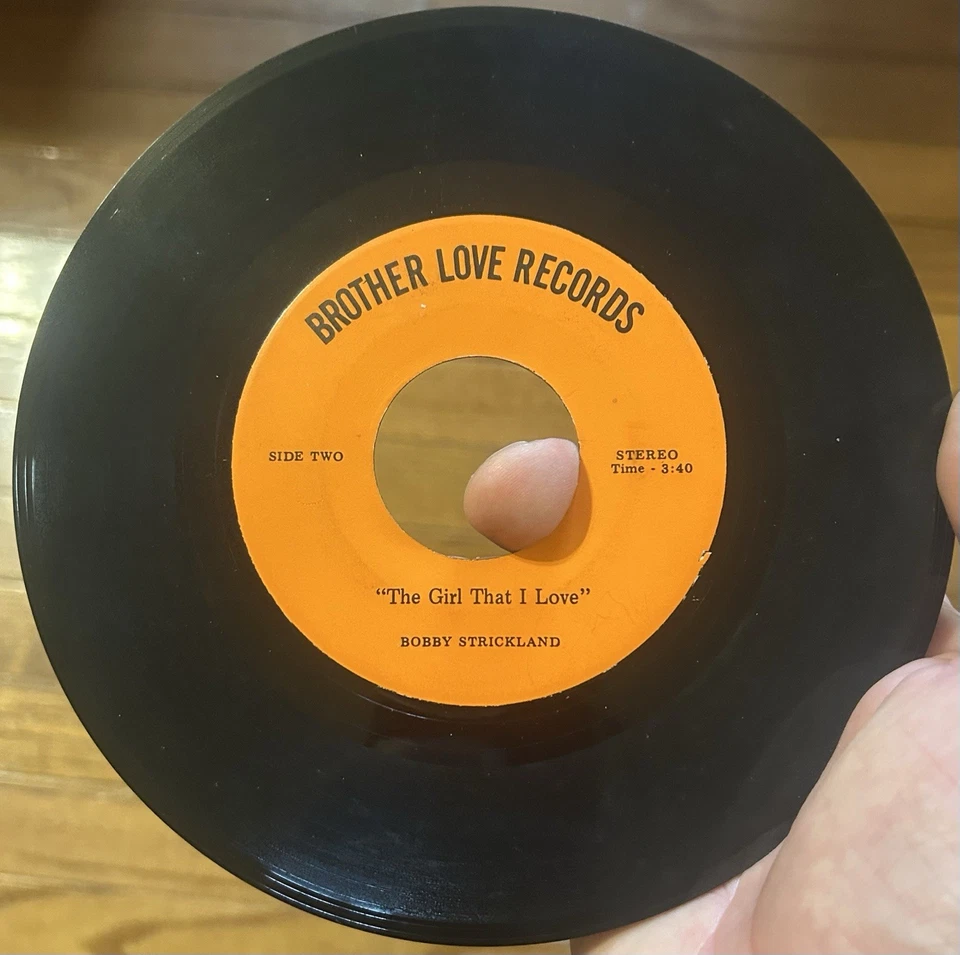 BROTHER LOVE RECORDS
SIDE TWO
STEREO
Time - 3:40
“The Girl That I Love”
BOBBY STRICKLAND